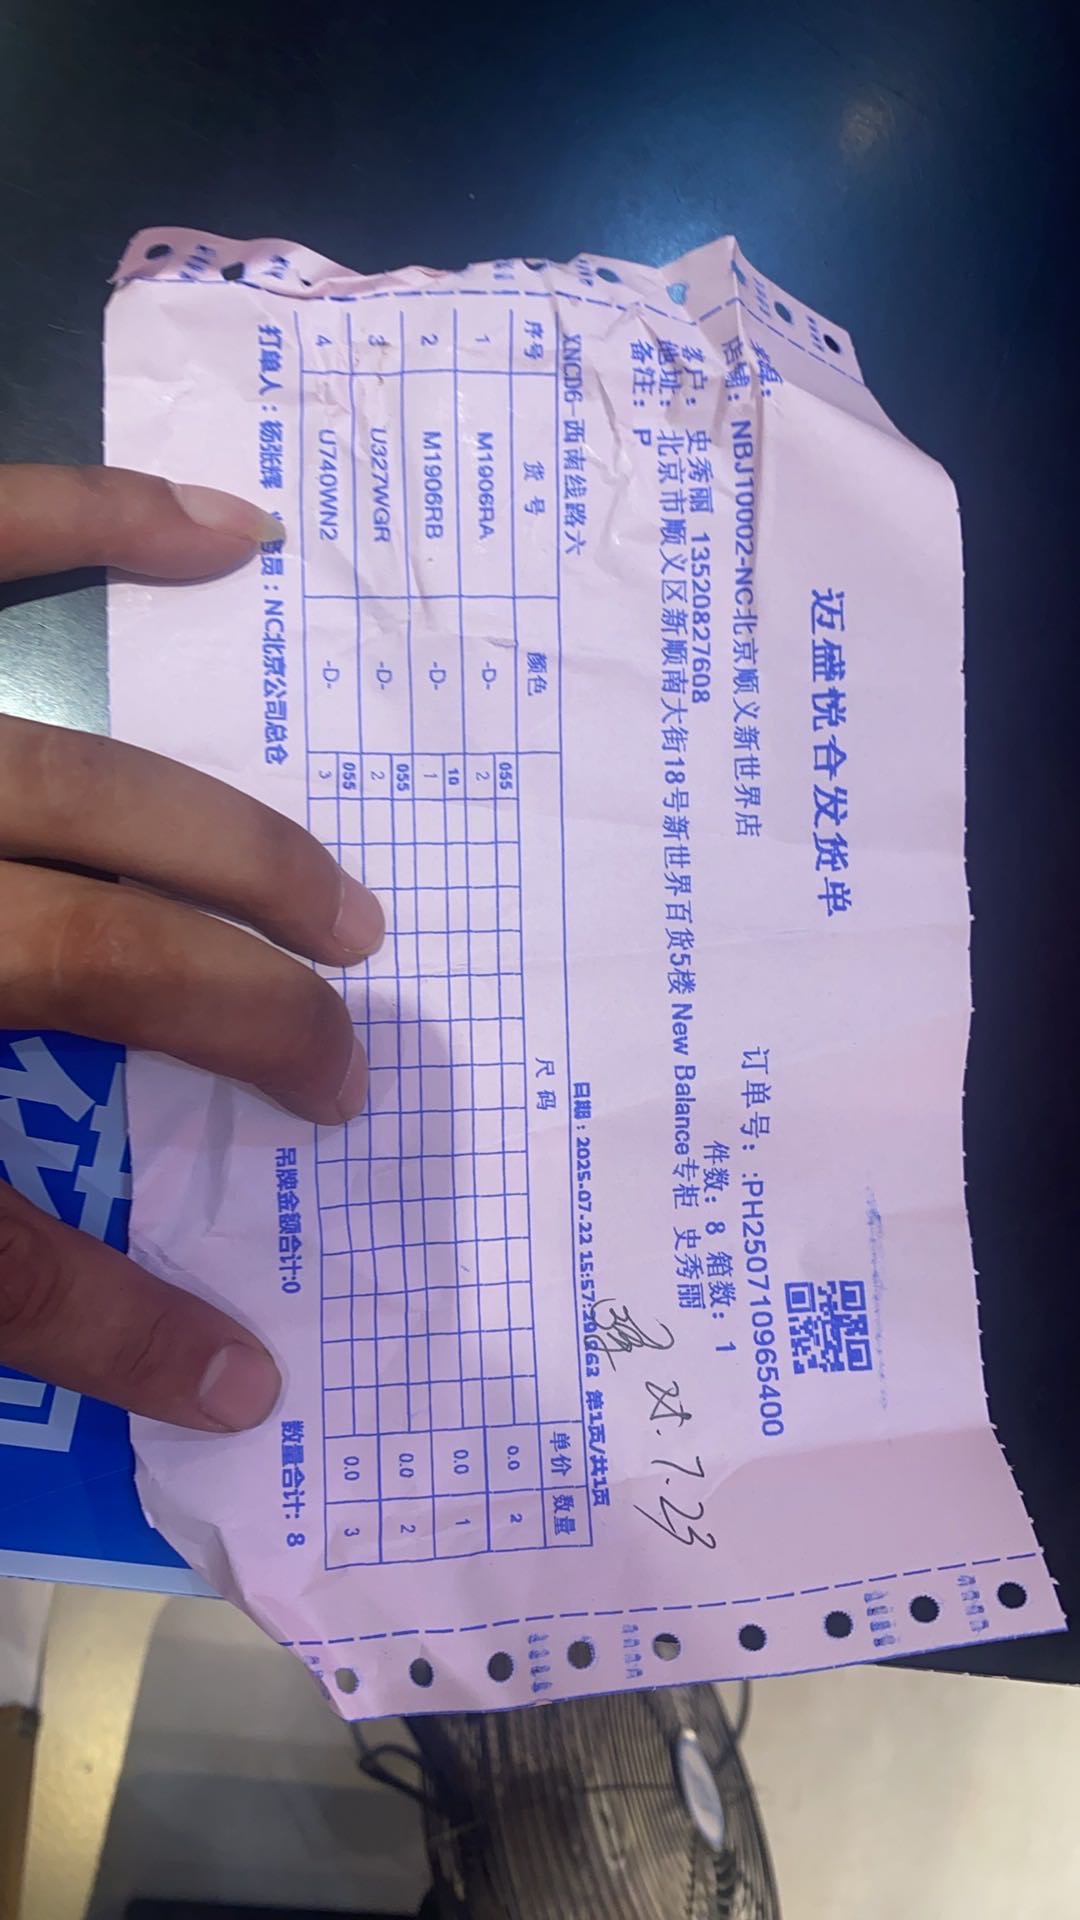 迈盛悦合发货单
店铺：NBJ10002-NC北京顺义新世界店
订单号：:PH250710965400
客户：史秀丽 13520827608
件数：8 箱数：1
地址：北京市顺义区新顺南大街18号新世界百货5楼 New Balance专柜 史秀丽
备注：P
对. 7.23
XNCD6-西南线路六
日期：2025-07-22 15:57: 第1页/共1页
序号 货号 颜色 尺码 单价 数量
055
1 M1906RA -D- 2 0.0 2
10
2 M1906RB -D- 1 0.0 1
055
3 U327WGR -D- 2 0.0 2
055
4 U740WN2 -D- 3 0.0 3
打单人：杨张辉 员：NC北京公司总仓 吊牌金额合计:0 数量合计: 8